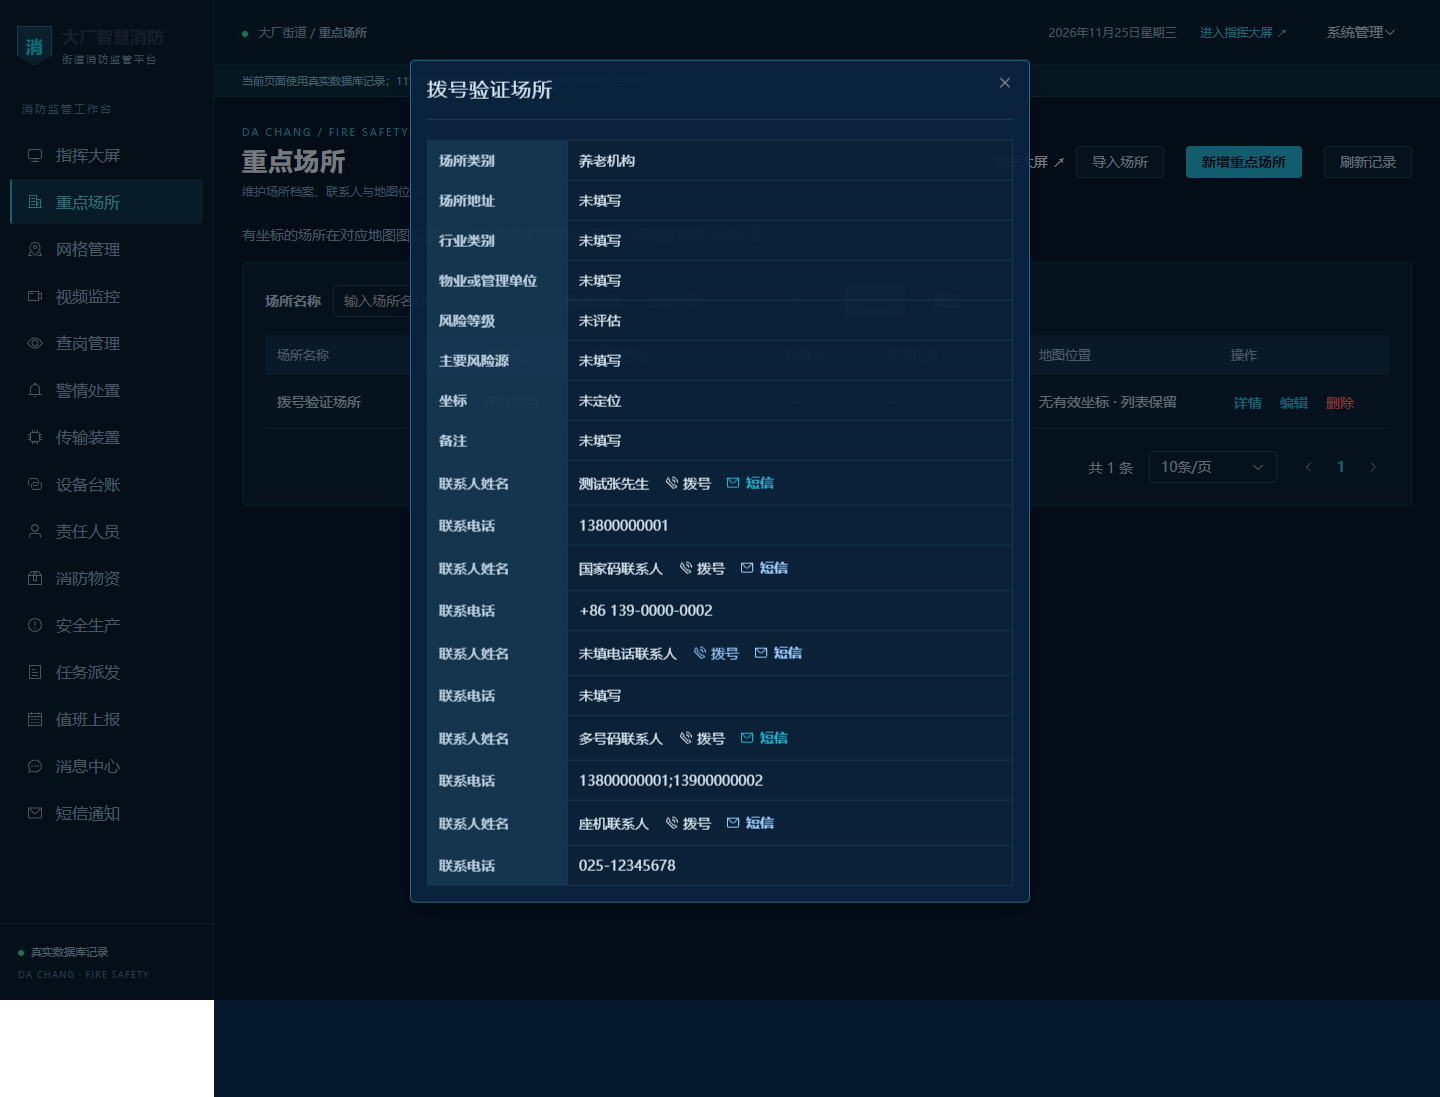 消
大厂智慧消防
街道消防监管平台
消防监管工作台
指挥大屏
重点场所
网格管理
视频监控
查岗管理
警情处置
传输装置
设备台账
责任人员
消防物资
安全生产
任务派发
值班上报
消息中心
短信通知
真实数据库记录
DA CHANG · FIRE SAFETY
大厂街道 / 重点场所
2026年11月25日星期三
进入指挥大屏 ↗
系统管理
当前页面使用真实数据库记录；11
DA CHANG / FIRE SAFETY
重点场所
维护场所档案、联系人与地图位
大屏 ↗
导入场所
新增重点场所
刷新记录
有坐标的场所在对应地图图
场所名称
输入场所名
场所名称
地图位置
操作
拨号验证场所
无有效坐标 · 列表保留
详情
编辑
删除
共 1 条
10条/页
1
拨号验证场所
场所类别 养老机构
场所地址 未填写
行业类别 未填写
物业或管理单位 未填写
风险等级 未评估
主要风险源 未填写
坐标 未定位
备注 未填写
联系人姓名 测试张先生 拨号 短信
联系电话 13800000001
联系人姓名 国家码联系人 拨号 短信
联系电话 +86 139-0000-0002
联系人姓名 未填电话联系人 拨号 短信
联系电话 未填写
联系人姓名 多号码联系人 拨号 短信
联系电话 13800000001;13900000002
联系人姓名 座机联系人 拨号 短信
联系电话 025-12345678